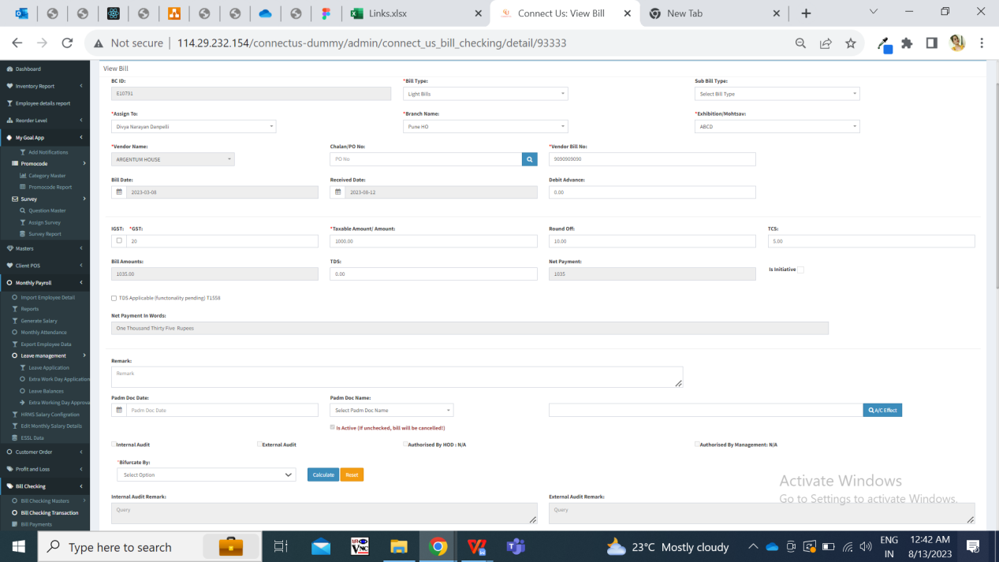 Links.xlsx
Connect Us: View Bill
New Tab
Not secure
114.29.232.154/connectus-dummy/admin/connect_us_bill_checking/detail/93333
Dashboard
Inventory Report
Employee details report
Reorder Level
My Goal App
Add Notifications
Promocode
Category Master
Promocode Report
Survey
Question Master
Assign Survey
Survey Report
Masters
Client POS
Monthly Payroll
Import Employee Detail
Reports
Generate Salary
Monthly Attendance
Export Employee Data
Leave management
Leave Application
Extra Work Day Application
Leave Balances
Extra Working Day Approva
HRMS Salary Configration
Edit Monthly Salary Details
ESSL Data
Customer Order
Profit and Loss
Bill Checking
Bill Checking Masters
Bill Checking Transaction
Bill Payments
View Bill
BC ID: *Bill Type: Sub Bill Type:
E10791 Light Bills Select Bill Type
*Assign To: *Branch Name: *Exhibition/Mohtsav:
Divya Narayan Danpelli Pune HO ABCD
*Vendor Name: Chalan/PO No: *Vendor Bill No:
ARGENTUM HOUSE PO No 9090909090
Bill Date: Received Date: Debit Advance:
2023-03-08 2023-08-12 0.00
IGST: *GST: *Taxable Amount/ Amount: Round Off: TCS:
20 1000.00 10.00 5.00
Bill Amounts: TDS: Net Payment:
1035.00 0.00 1035 Is Initiative
TDS Applicable (functonality pending) T1558
Net Payment In Words:
One Thousand Thirty Five Rupees
Remark:
Remark
Padm Doc Date: Padm Doc Name:
Padm Doc Date Select Padm Doc Name A/C Effect
Is Active (If unchecked, bill will be cancelled!)
Internal Audit External Audit Authorised By HOD : N/A Authorised By Management: N/A
*Bifurcate By:
Select Option Calculate Reset
Internal Audit Remark: External Audit Remark:
Query Query
Activate Windows
Go to Settings to activate Windows.
Type here to search
23°C Mostly cloudy
ENG
IN
12:42 AM
8/13/2023